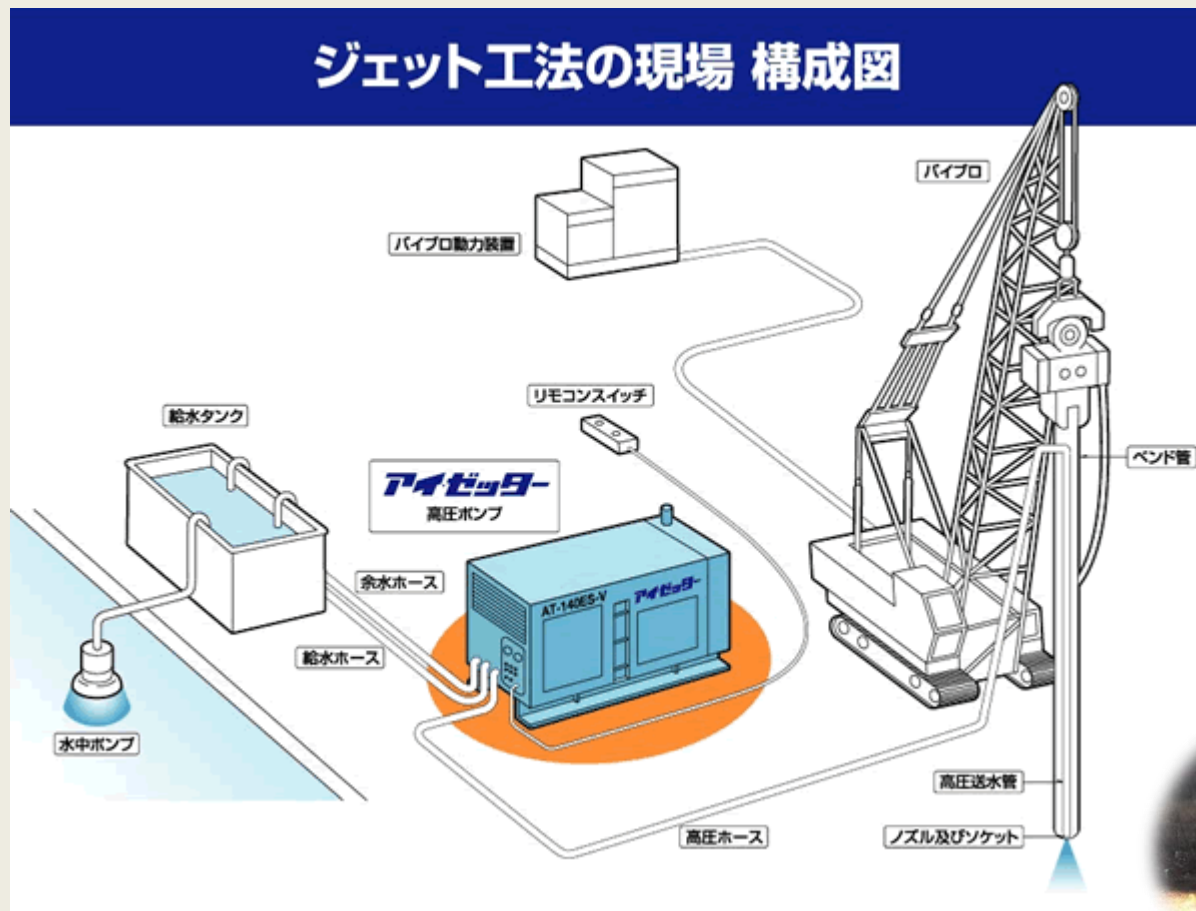 ジェット工法の現場 構成図
バイブロ
バイブロ動力装置
リモコンスイッチ
給水タンク
ベンド管
アイゼッター
高圧ポンプ
余水ホース
AT-140ES-V
アイゼッター
給水ホース
水中ポンプ
高圧送水管
高圧ホース
ノズル及びソケット